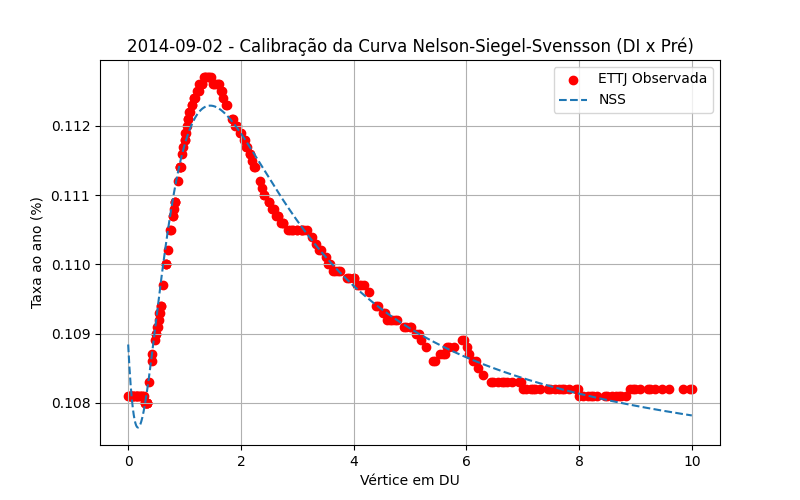 2014-09-02 - Calibração da Curva Nelson-Siegel-Svensson (DI x Pré)
ETTJ Observada
NSS
Taxa ao ano (%)
0.112
0.111
0.110
0.109
0.108
0 2 4 6 8 10
Vértice em DU